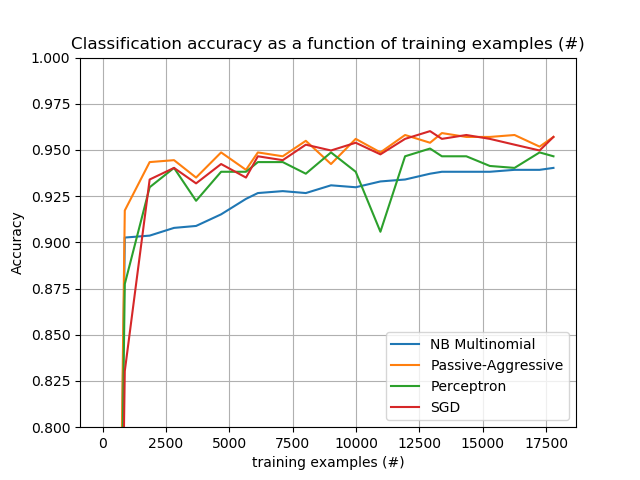 Classification accuracy as a function of training examples (#)
1.000
0.975
0.950
0.925
0.900
0.875
0.850
0.825
0.800
Accuracy
NB Multinomial
Passive-Aggressive
Perceptron
SGD
0 2500 5000 7500 10000 12500 15000 17500
training examples (#)